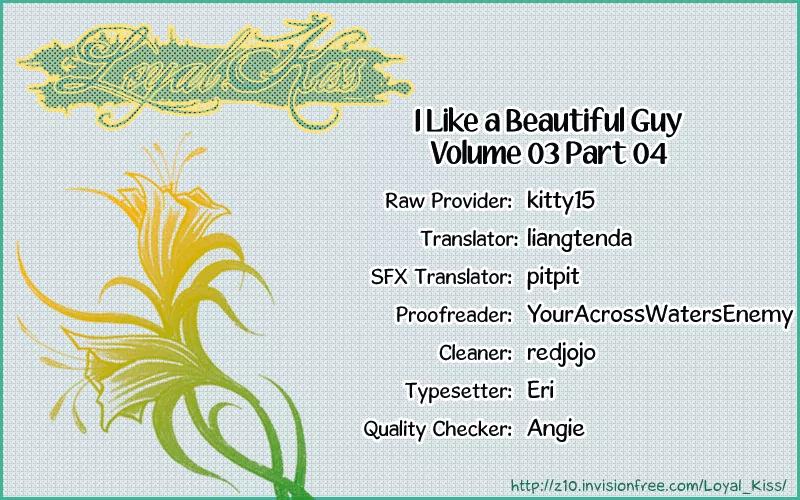 Loyal Kiss
I Like a Beautiful Guy
Volume 03 Part 04
Raw Provider: kitty15
Translator: liangtenda
SFX Translator: pitpit
Proofreader: YourAcrossWatersEnemy
Cleaner: redjojo
Typesetter: Eri
Quality Checker: Angie
http://z10.invisionfree.com/Loyal_Kiss/